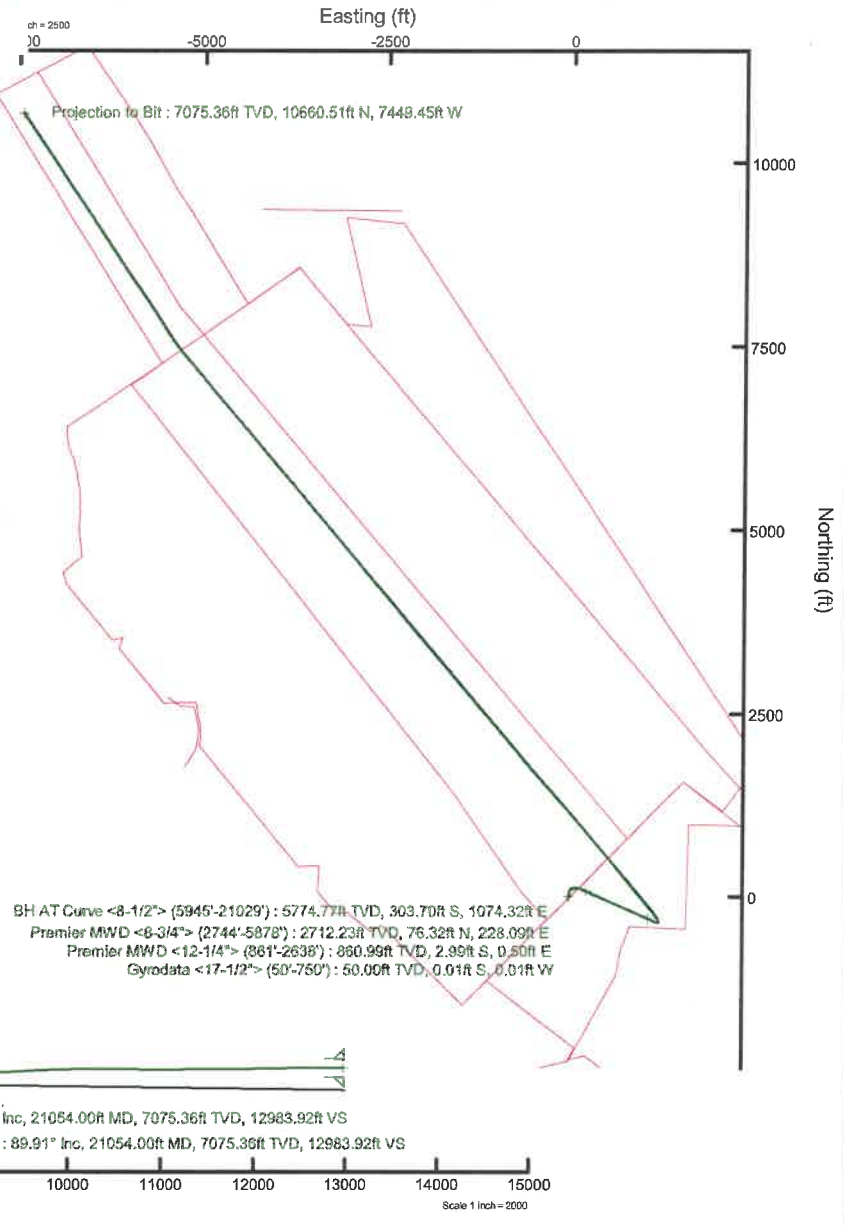 Easting (ft)
ch = 2500
00
-5000
-2500
0
Projection to Bit : 7075.36ft TVD, 10660.51ft N, 7449.45ft W
10000
7500
5000
2500
0
Northing (ft)
BH AT Curve <8-1/2"> (5945'-21029') : 5774.77ft TVD, 303.70ft S, 1074.32ft E
Premier MWD <8-3/4"> (2744'-5878') : 2712.23ft TVD, 76.32ft N, 228.09ft E
Premier MWD <12-1/4"> (861'-2638') : 860.99ft TVD, 2.99ft S, 0.50ft E
Gyrodata <17-1/2"> (50'-750') : 50.00ft TVD, 0.01ft S, 0.01ft W
Inc, 21054.00ft MD, 7075.36ft TVD, 12983.92ft VS
: 89.91° Inc, 21054.00ft MD, 7075.36ft TVD, 12983.92ft VS
10000
11000
12000
13000
14000
15000
Scale 1 inch = 2000